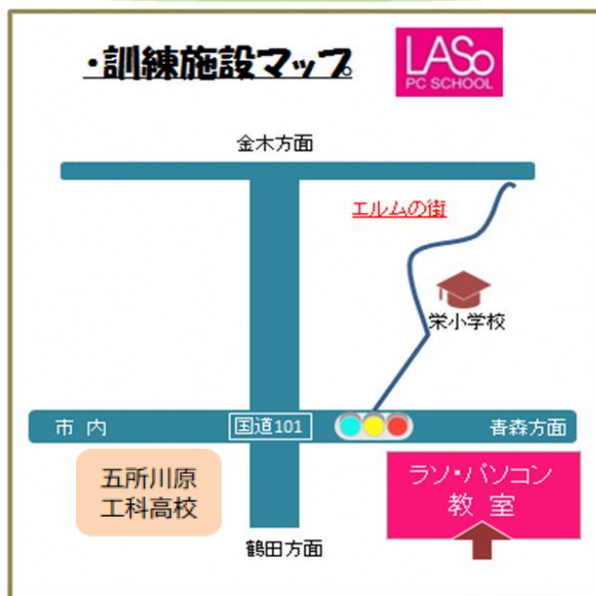 ・訓練施設マップ
LASo
PC SCHOOL
金木方面
エルムの街
栄小学校
市内
国道101
青森方面
五所川原
工科高校
ラソ・パソコン
教室
鶴田方面